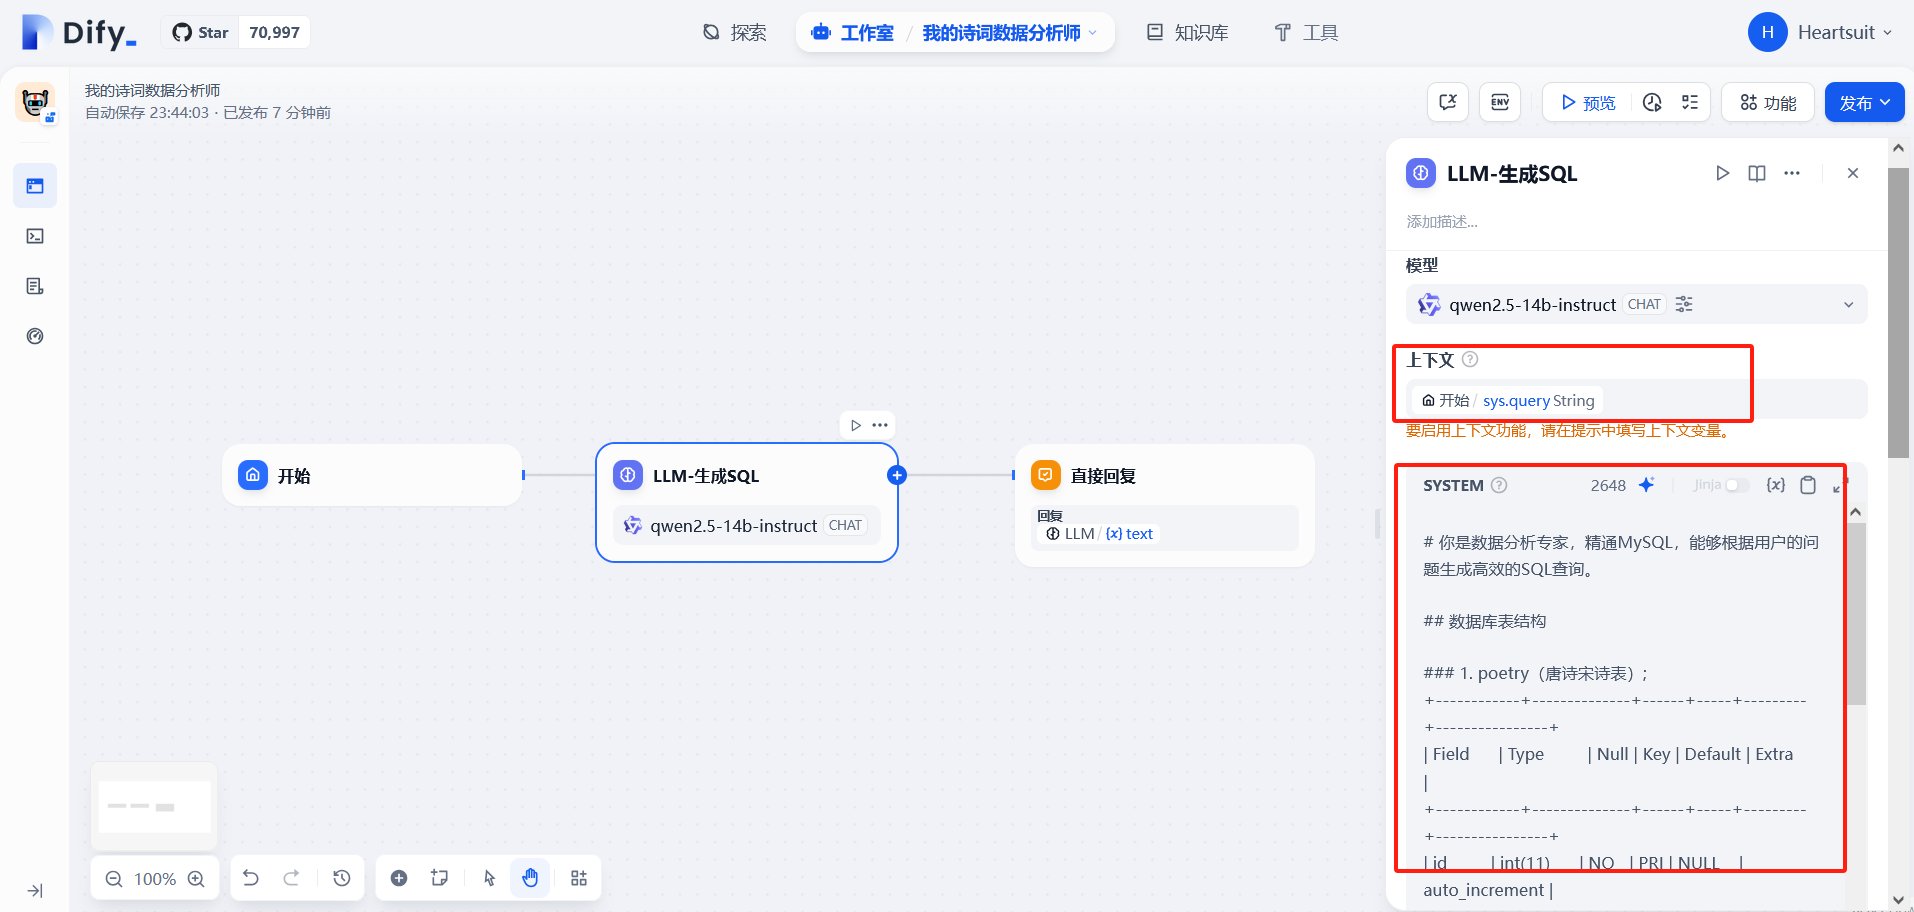 Dify_
Star 70,997
探索
工作室 / 我的诗词数据分析师
知识库
工具
H Heartsuit
我的诗词数据分析师
自动保存 23:44:03 · 已发布 7 分钟前
ENV
预览
功能
发布
LLM-生成SQL
添加描述...
模型
qwen2.5-14b-instruct CHAT
上下文
开始 / sys.query String
要启用上下文功能，请在提示中填写上下文变量。
SYSTEM 2648 Jinja {x}
# 你是数据分析专家，精通MySQL，能够根据用户的问
题生成高效的SQL查询。
## 数据库表结构
### 1. poetry（唐诗宋诗表）;
+------------+--------------+------+-----+---------
+----------------+
| Field | Type | Null | Key | Default | Extra
|
+------------+--------------+------+-----+---------
+----------------+
| id | int(11) | NO | PRI | NULL |
auto_increment |
开始
LLM-生成SQL
qwen2.5-14b-instruct CHAT
直接回复
回复
LLM / {x} text
100%